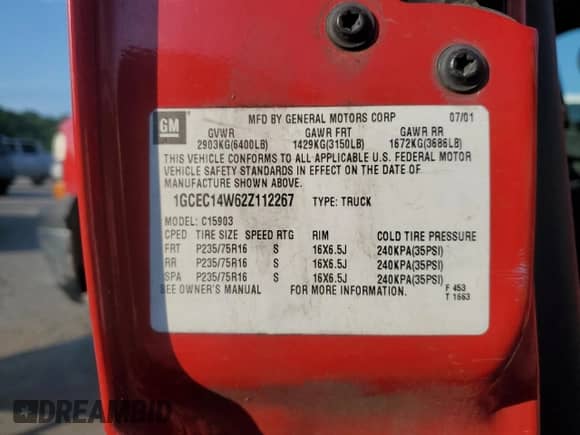 GM
MFD BY GENERAL MOTORS CORP 07/01
GVWR GAWR FRT GAWR RR
2903KG(6400LB) 1429KG(3150LB) 1672KG(3686LB)
THIS VEHICLE CONFORMS TO ALL APPLICABLE U.S. FEDERAL MOTOR
VEHICLE SAFETY STANDARDS IN EFFECT ON THE DATE OF
MANUFACTURE SHOWN ABOVE.
1GCEC14W62Z112267 TYPE: TRUCK
MODEL: C15903
CPED TIRE SIZE SPEED RTG RIM COLD TIRE PRESSURE
FRT P235/75R16 S 16X6.5J 240KPA(35PSI)
RR P235/75R16 S 16X6.5J 240KPA(35PSI)
SPA P235/75R16 S 16X6.5J 240KPA(35PSI)
SEE OWNER'S MANUAL FOR MORE INFORMATION. F 453
T 1663
DREAMBID